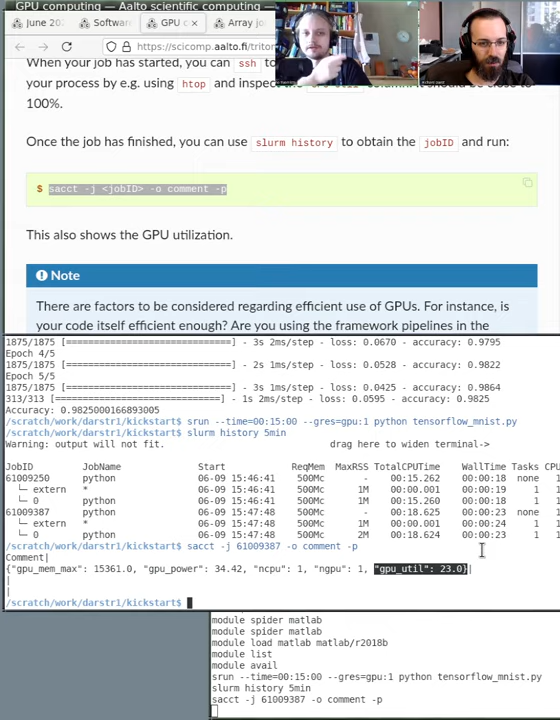 GPU computing — Aalto scientific computing —
June 202
Software
GPU c ×
Array jo
https://scicomp.aalto.fi/triton
When your job has started, you can ssh to
your process by e.g. using htop and inspect
100%.
Once the job has finished, you can use slurm history to obtain the jobID and run:
$ sacct -j <jobID> -o comment -p
This also shows the GPU utilization.
Note
There are factors to be considered regarding efficient use of GPUs. For instance, is
your code itself efficient enough? Are you using the framework pipelines in the
1875/1875 [==============================] - 3s 2ms/step - loss: 0.0670 - accuracy: 0.9795
Epoch 4/5
1875/1875 [==============================] - 2s 1ms/step - loss: 0.0528 - accuracy: 0.9822
Epoch 5/5
1875/1875 [==============================] - 3s 1ms/step - loss: 0.0425 - accuracy: 0.9864
313/313 [==============================] - 1s 2ms/step - loss: 0.0595 - accuracy: 0.9825
Accuracy: 0.9825000166893005
/scratch/work/darstr1/kickstart$ srun --time=00:15:00 --gres=gpu:1 python tensorflow_mnist.py
/scratch/work/darstr1/kickstart$ slurm history 5min
Warning: output will not fit. drag here to widen terminal->
JobID JobName Start ReqMem MaxRSS TotalCPUTime WallTime Tasks CPU
61009250 python 06-09 15:46:41 500Mc - 00:15.262 00:00:18 none 1
└─ extern * 06-09 15:46:41 500Mc 1M 00:00.001 00:00:19 1 1
└─ 0 python 06-09 15:46:41 500Mc 1M 00:15.260 00:00:18 1 1
61009387 python 06-09 15:47:48 500Mc - 00:18.625 00:00:23 none 1
└─ extern * 06-09 15:47:48 500Mc 1M 00:00.001 00:00:24 1 1
└─ 0 python 06-09 15:47:48 500Mc 2M 00:18.624 00:00:23 1 1
/scratch/work/darstr1/kickstart$ sacct -j 61009387 -o comment -p
Comment|
{"gpu_mem_max": 15361.0, "gpu_power": 34.42, "ncpu": 1, "ngpu": 1, "gpu_util": 23.0}|
|
|
/scratch/work/darstr1/kickstart$
module spider matlab
module spider matlab
module load matlab matlab/r2018b
module list
module avail
srun --time=00:15:00 --gres=gpu:1 python tensorflow_mnist.py
slurm history 5min
sacct -j 61009387 -o comment -p